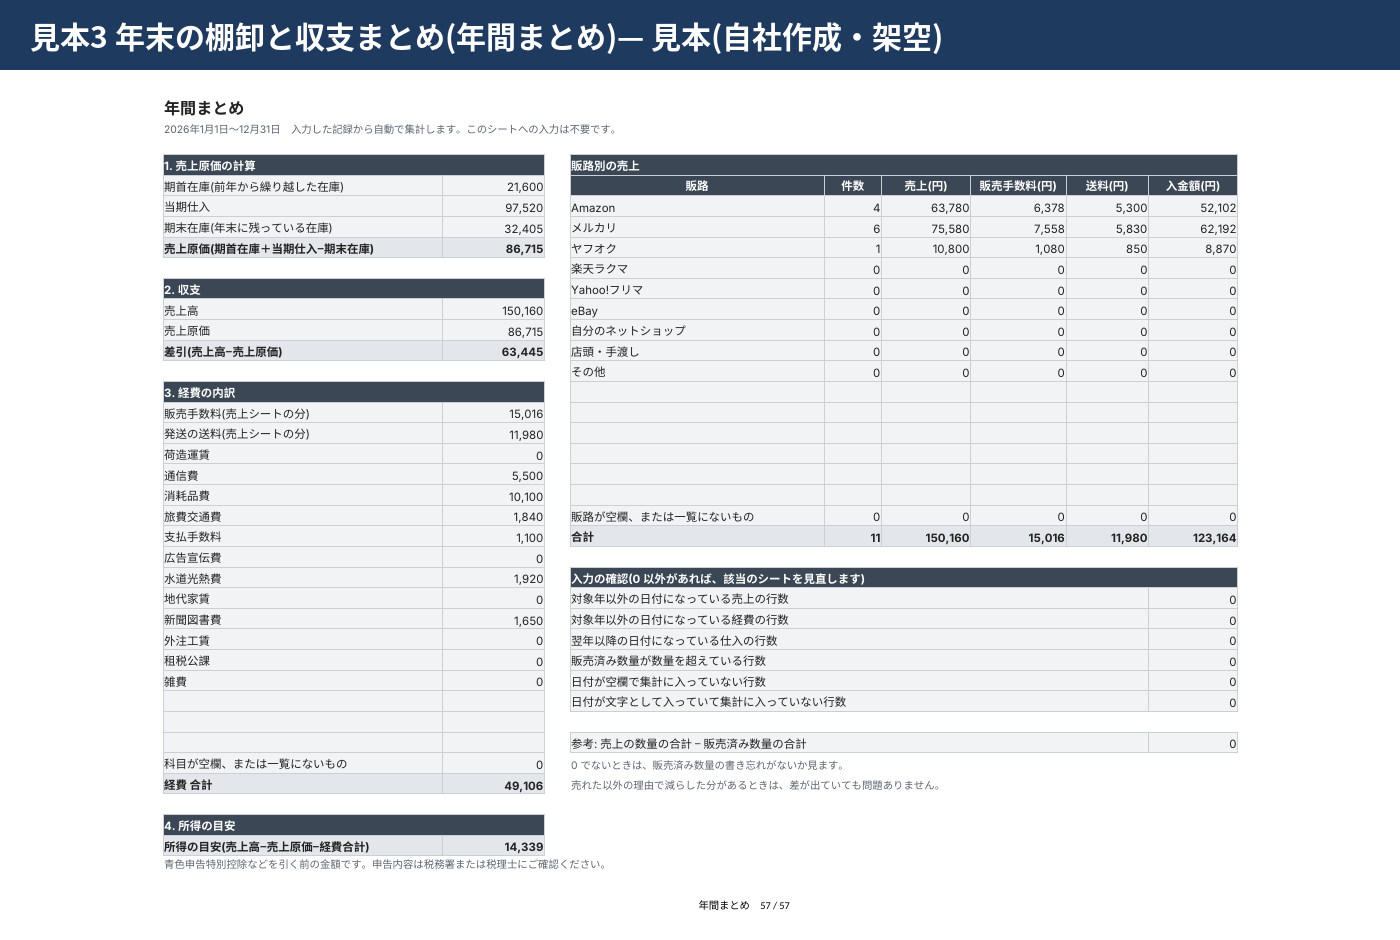 見本3 年末の棚卸と収支まとめ(年間まとめ)— 見本(自社作成・架空)
年間まとめ
2026年1月1日〜12月31日　入力した記録から自動で集計します。このシートへの入力は不要です。
1. 売上原価の計算
期首在庫(前年から繰り越した在庫) 21,600
当期仕入 97,520
期末在庫(年末に残っている在庫) 32,405
売上原価(期首在庫＋当期仕入−期末在庫) 86,715
2. 収支
売上高 150,160
売上原価 86,715
差引(売上高−売上原価) 63,445
3. 経費の内訳
販売手数料(売上シートの分) 15,016
発送の送料(売上シートの分) 11,980
荷造運賃 0
通信費 5,500
消耗品費 10,100
旅費交通費 1,840
支払手数料 1,100
広告宣伝費 0
水道光熱費 1,920
地代家賃 0
新聞図書費 1,650
外注工賃 0
租税公課 0
雑費 0
科目が空欄、または一覧にないもの 0
経費 合計 49,106
4. 所得の目安
所得の目安(売上高−売上原価−経費合計) 14,339
青色申告特別控除などを引く前の金額です。申告内容は税務署または税理士にご確認ください。
販路別の売上
販路 件数 売上(円) 販売手数料(円) 送料(円) 入金額(円)
Amazon 4 63,780 6,378 5,300 52,102
メルカリ 6 75,580 7,558 5,830 62,192
ヤフオク 1 10,800 1,080 850 8,870
楽天ラクマ 0 0 0 0 0
Yahoo!フリマ 0 0 0 0 0
eBay 0 0 0 0 0
自分のネットショップ 0 0 0 0 0
店頭・手渡し 0 0 0 0 0
その他 0 0 0 0 0
販路が空欄、または一覧にないもの 0 0 0 0 0
合計 11 150,160 15,016 11,980 123,164
入力の確認(0 以外があれば、該当のシートを見直します)
対象年以外の日付になっている売上の行数 0
対象年以外の日付になっている経費の行数 0
翌年以降の日付になっている仕入の行数 0
販売済み数量が数量を超えている行数 0
日付が空欄で集計に入っていない行数 0
日付が文字として入っていて集計に入っていない行数 0
参考: 売上の数量の合計 − 販売済み数量の合計 0
0 でないときは、販売済み数量の書き忘れがないか見ます。
売れた以外の理由で減らした分があるときは、差が出ていても問題ありません。
年間まとめ　57 / 57